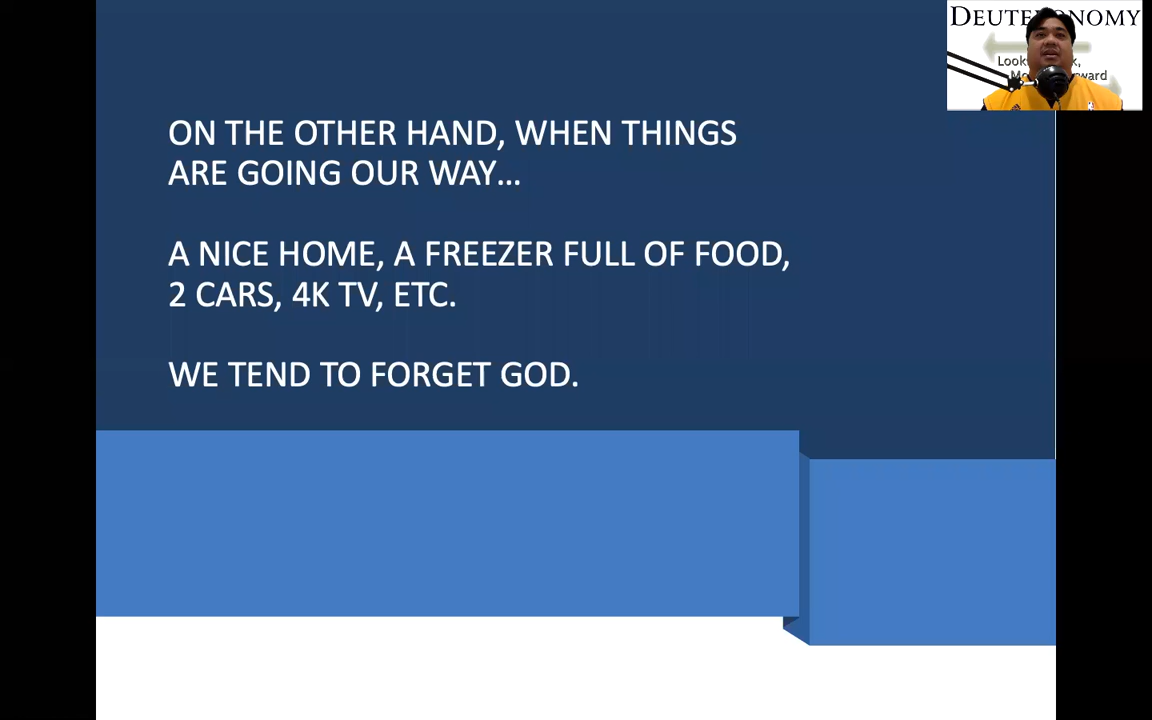 DEUTERONOMY
ON THE OTHER HAND, WHEN THINGS
ARE GOING OUR WAY…
A NICE HOME, A FREEZER FULL OF FOOD,
2 CARS, 4K TV, ETC.
WE TEND TO FORGET GOD.